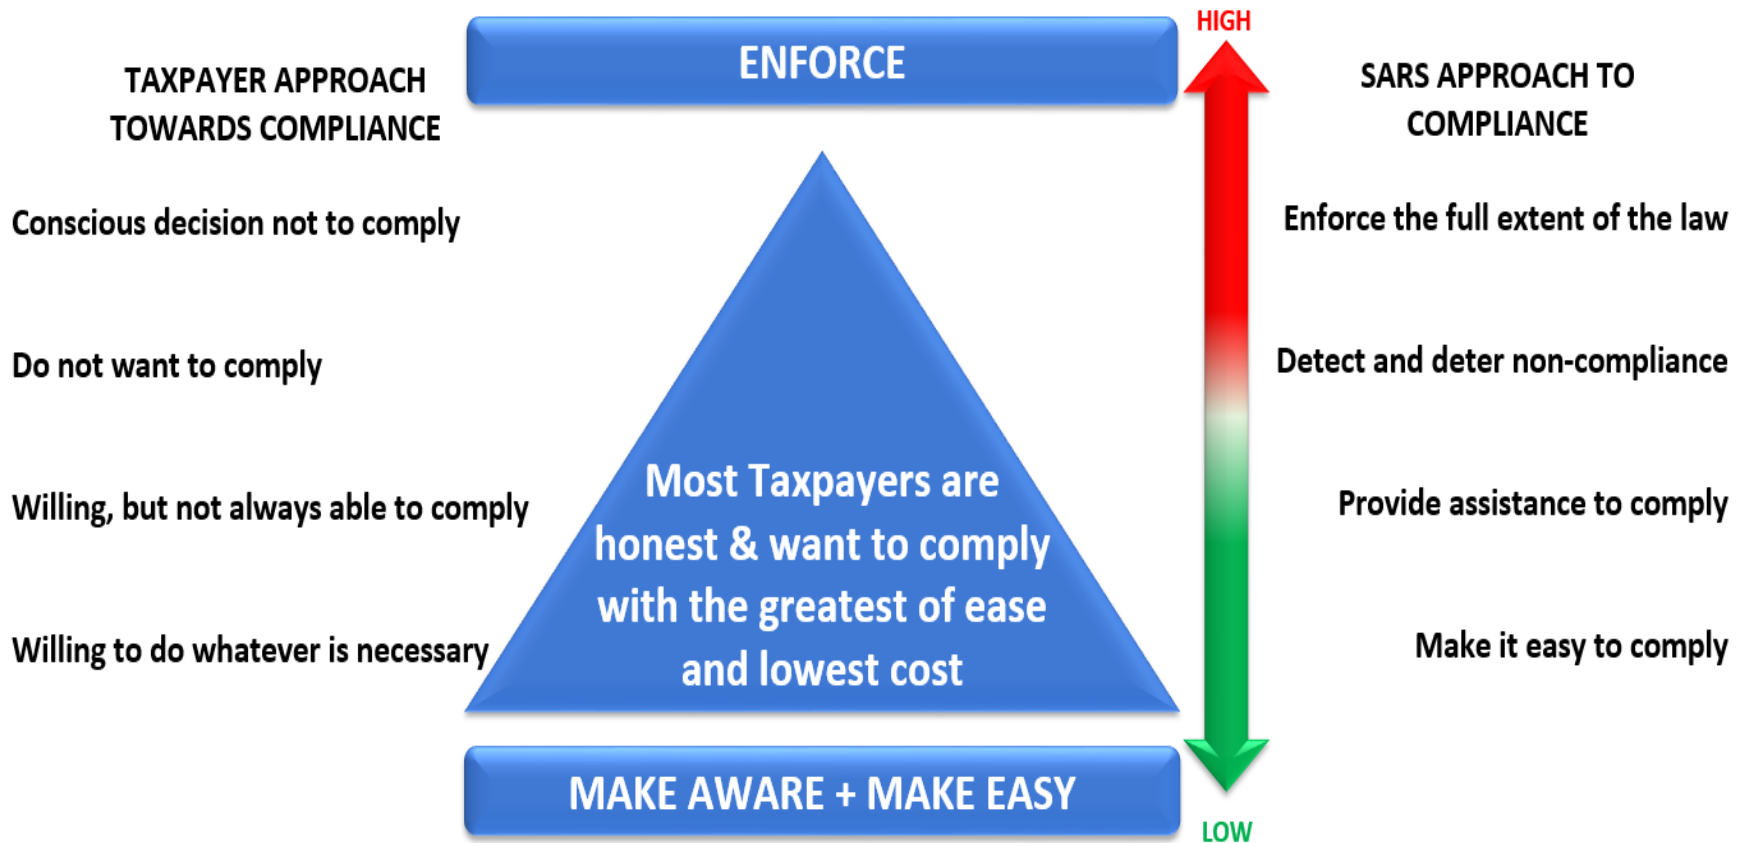 ENFORCE
HIGH
TAXPAYER APPROACH
TOWARDS COMPLIANCE
SARS APPROACH TO
COMPLIANCE
Conscious decision not to comply
Enforce the full extent of the law
Do not want to comply
Detect and deter non-compliance
Willing, but not always able to comply
Provide assistance to comply
Willing to do whatever is necessary
Make it easy to comply
Most Taxpayers are
honest & want to comply
with the greatest of ease
and lowest cost
MAKE AWARE + MAKE EASY
LOW